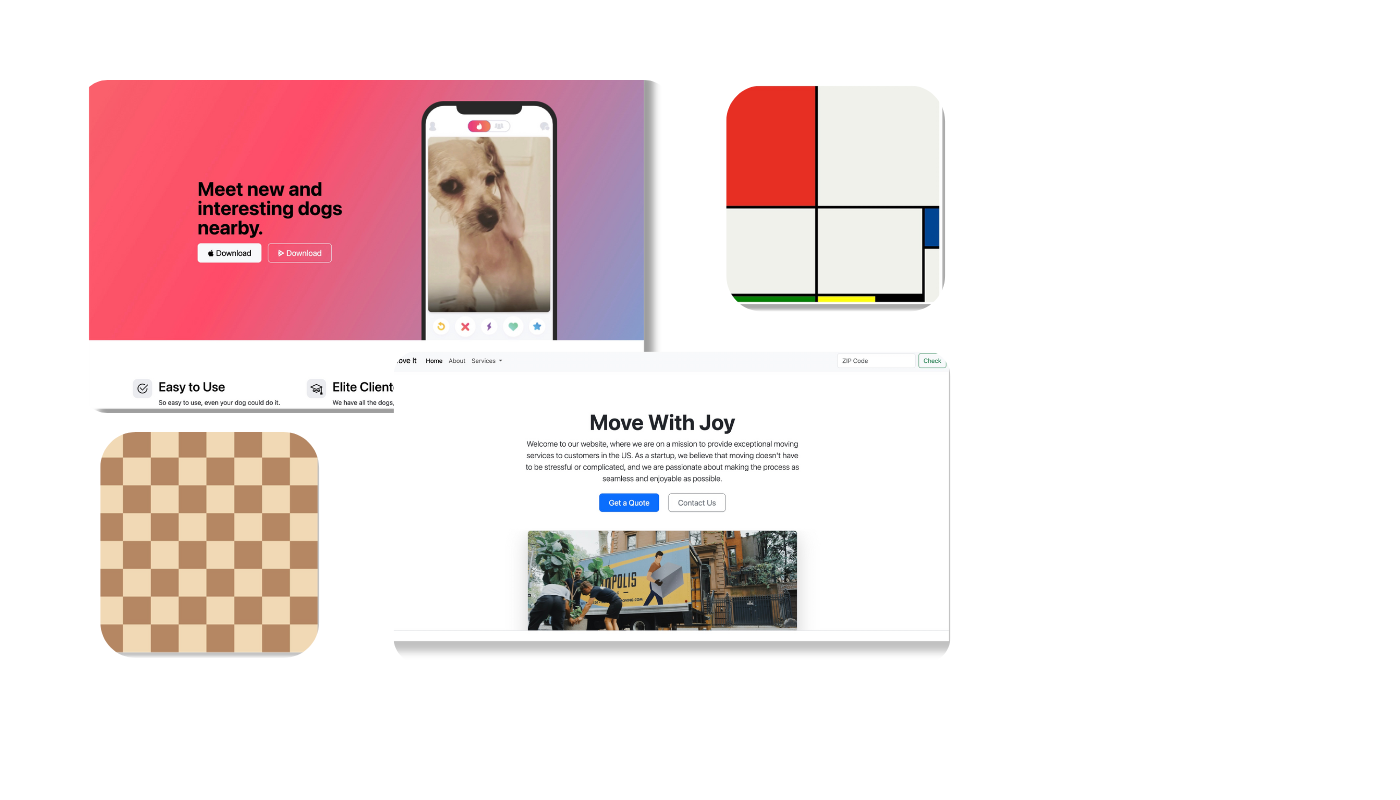 Meet new and
interesting dogs
nearby.
Download
Download
Easy to Use
So easy to use, even your dog could do it.
Elite
We have all the dogs,
It
Home
About
Services
ZIP Code
Check
Move With Joy
Welcome to our website, where we are on a mission to provide exceptional moving
services to customers in the US. As a startup, we believe that moving doesn't have
to be stressful or complicated, and we are passionate about making the process as
seamless and enjoyable as possible.
Get a Quote
Contact Us